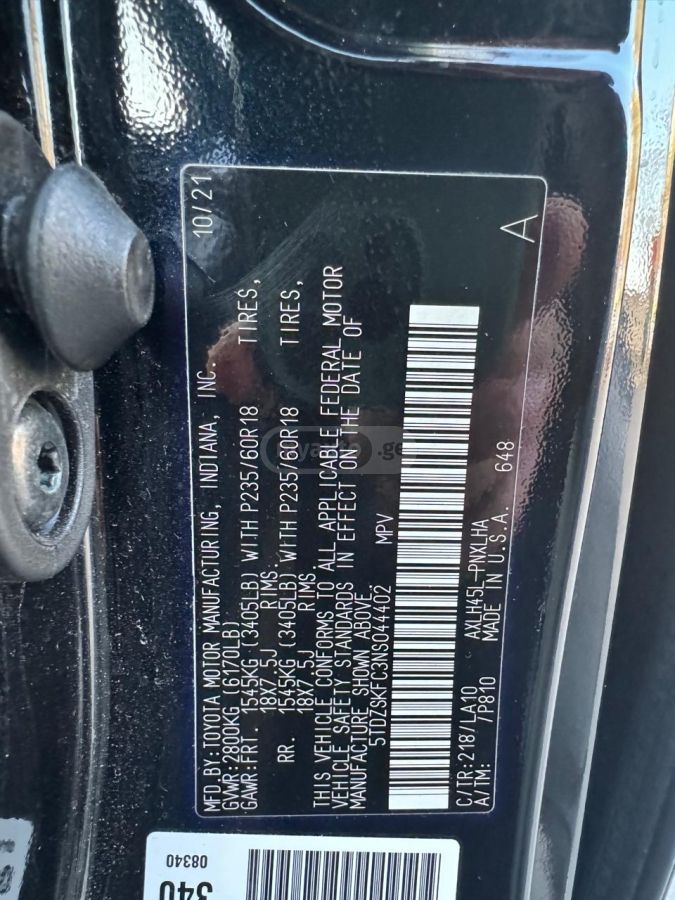 10/21
MFD.BY:TOYOTA MOTOR MANUFACTURING, INDIANA, INC.
GVWR:2800KG (6170LB)
GAWR:FRT. 1545KG (3405LB) WITH P235/60R18 TIRES,
18X7.5J RIMS.
RR. 1545KG (3405LB) WITH P235/60R18 TIRES,
18X7.5J RIMS.
THIS VEHICLE CONFORMS TO ALL APPLICABLE FEDERAL MOTOR
VEHICLE SAFETY STANDARDS IN EFFECT ON THE DATE OF
MANUFACTURE SHOWN ABOVE.
5TDZSKFC3NS044402 MPV
C/TR:218/LA10 AXLH45L-PNXLHA 648
A/TM: /P810 MADE IN U.S.A.
A
08340
340